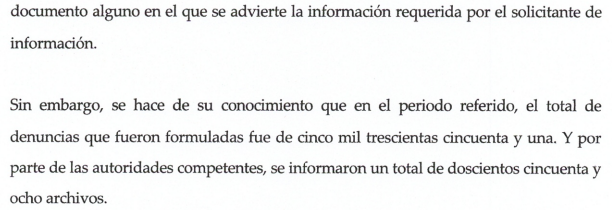 documento alguno en el que se advierte la información requerida por el solicitante de
información.
Sin embargo, se hace de su conocimiento que en el periodo referido, el total de
denuncias que fueron formuladas fue de cinco mil trescientas cincuenta y una. Y por
parte de las autoridades competentes, se informaron un total de doscientos cincuenta y
ocho archivos.